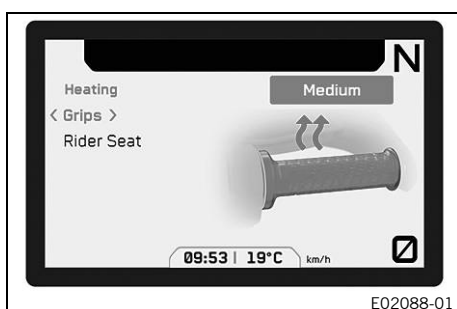 N
Heating
Medium
< Grips >
Rider Seat
09:53 | 19°C
km/h
0
E02088-01